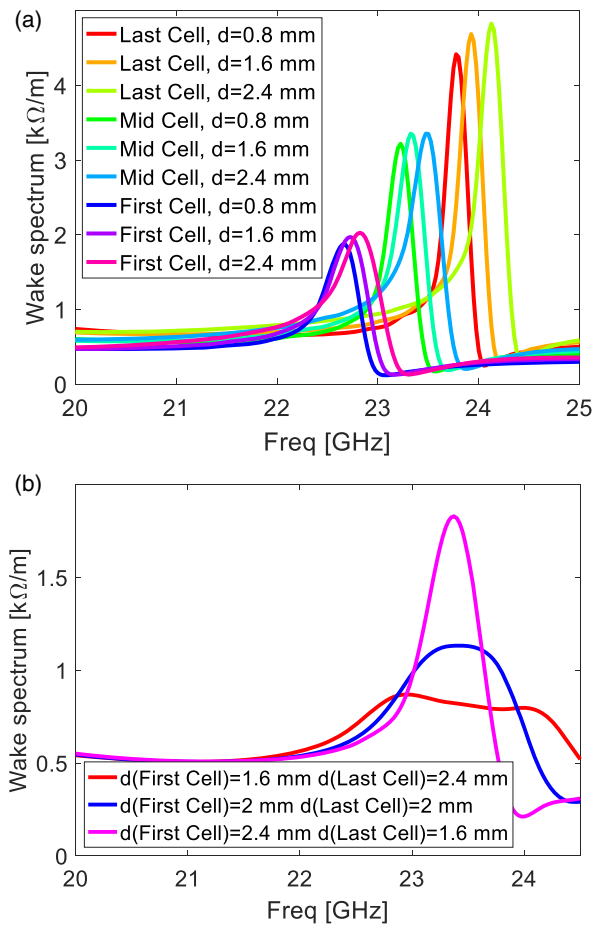 (a)
Wake spectrum [kΩ/m]
4
3
2
1
0
Last Cell, d=0.8 mm
Last Cell, d=1.6 mm
Last Cell, d=2.4 mm
Mid Cell, d=0.8 mm
Mid Cell, d=1.6 mm
Mid Cell, d=2.4 mm
First Cell, d=0.8 mm
First Cell, d=1.6 mm
First Cell, d=2.4 mm
20 21 22 23 24 25
Freq [GHz]
(b)
Wake spectrum [kΩ/m]
1.5
1
0.5
0
d(First Cell)=1.6 mm d(Last Cell)=2.4 mm
d(First Cell)=2 mm d(Last Cell)=2 mm
d(First Cell)=2.4 mm d(Last Cell)=1.6 mm
20 21 22 23 24
Freq [GHz]